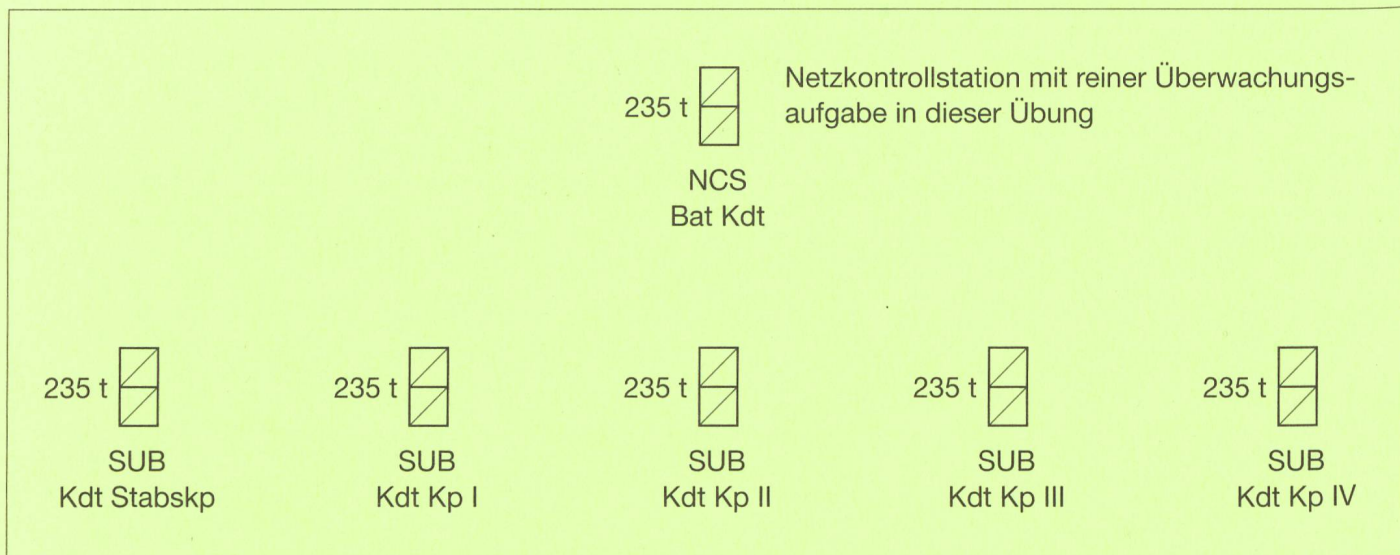 Netzkontrollstation mit reiner Überwachungs-
aufgabe in dieser Übung
235 t
NCS
Bat Kdt
235 t
SUB
Kdt Stabskp
235 t
SUB
Kdt Kp I
235 t
SUB
Kdt Kp II
235 t
SUB
Kdt Kp III
235 t
SUB
Kdt Kp IV